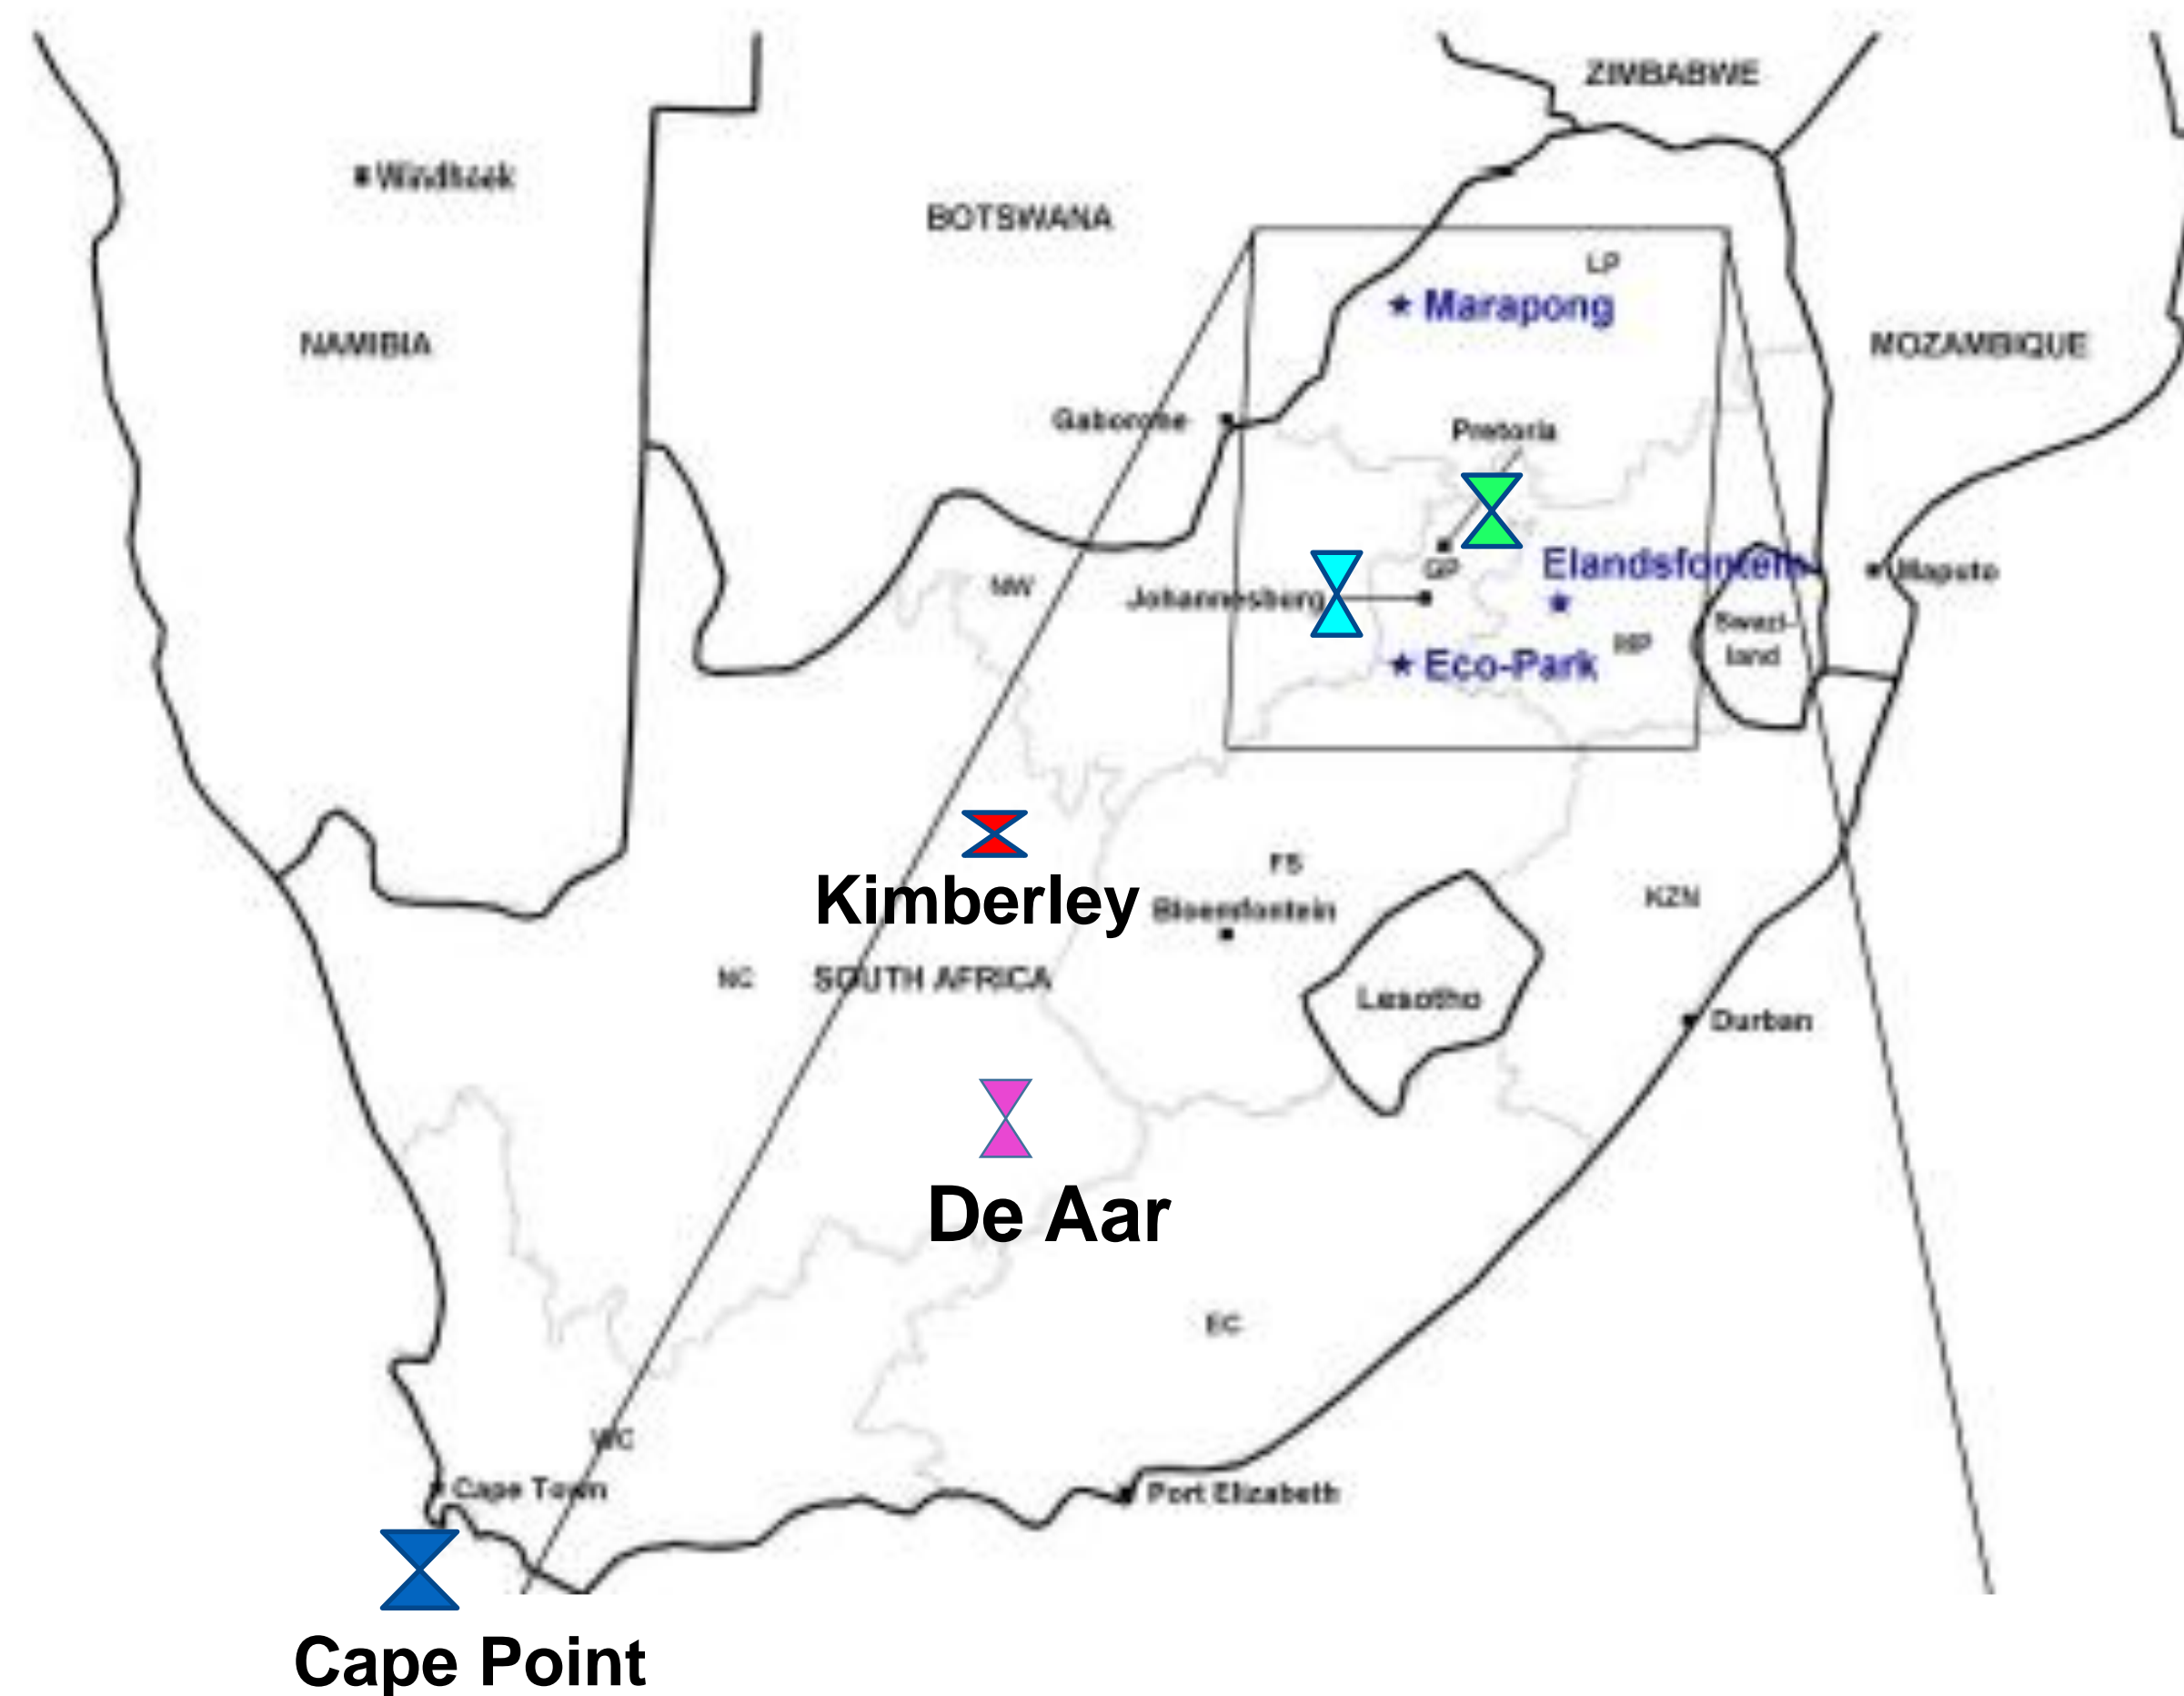 ZIMBABWE
Windhoek
BOTSWANA
LP
Marapong
NAMIBIA
MOZAMBIQUE
Gaborone
Pretoria
Elandsfontein
GP
Maputo
NW
Johannesburg
Swazi-
land
MP
Eco-Park
Kimberley
FS
Bloemfontein
KZN
NC
SOUTH AFRICA
Lesotho
Durban
De Aar
EC
WC
Cape Town
Port Elizabeth
Cape Point